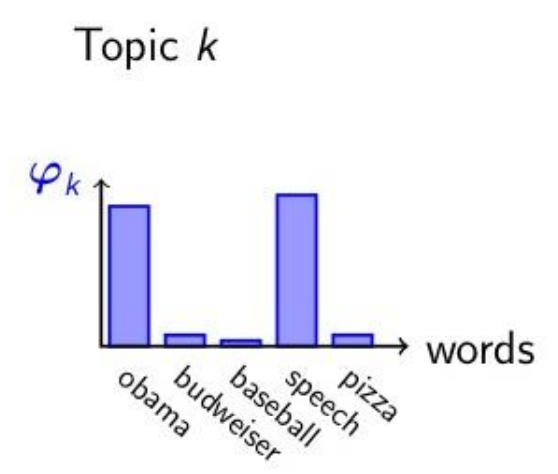 Topic k
φk
words
obama
budweiser
baseball
speech
pizza